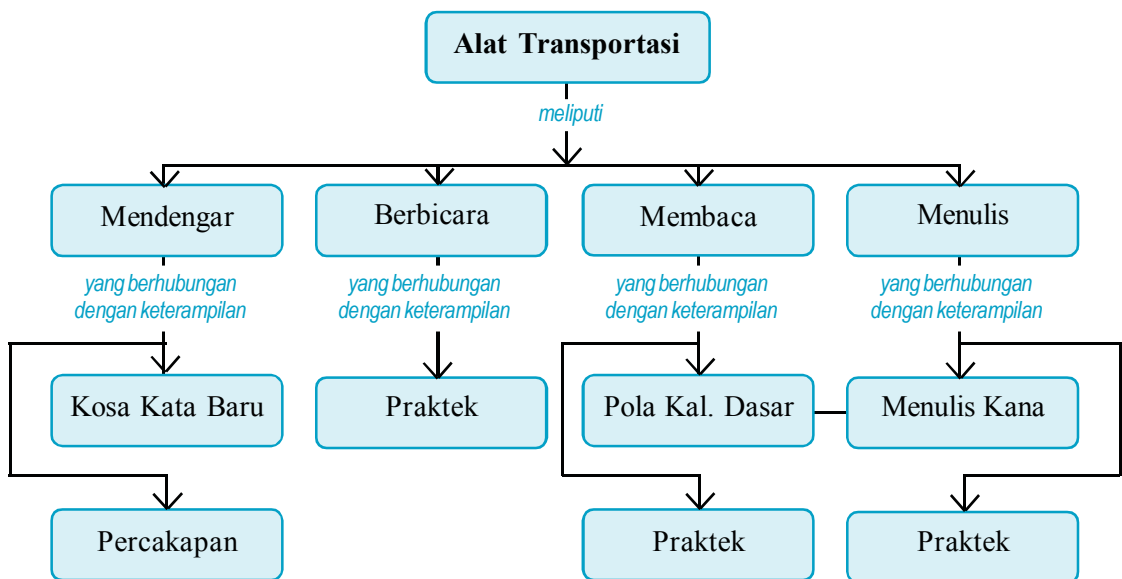 Alat Transportasi
meliputi
Mendengar
Berbicara
Membaca
Menulis
yang berhubungan
dengan keterampilan
yang berhubungan
dengan keterampilan
yang berhubungan
dengan keterampilan
yang berhubungan
dengan keterampilan
Kosa Kata Baru
Praktek
Pola Kal. Dasar
Menulis Kana
Percakapan
Praktek
Praktek